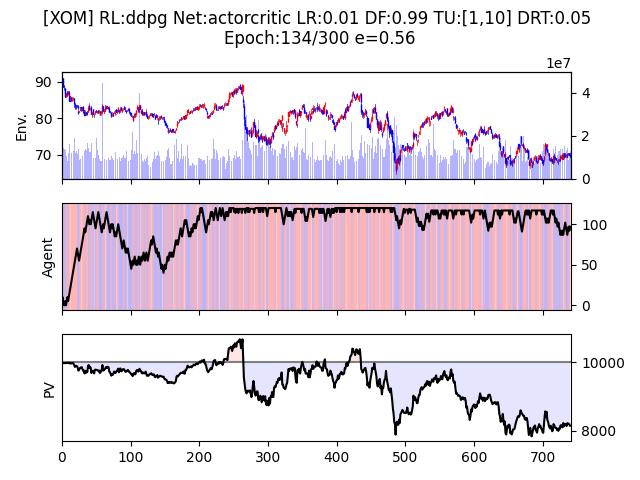 [XOM] RL:ddpg Net:actorcritic LR:0.01 DF:0.99 TU:[1,10] DRT:0.05
Epoch:134/300 e=0.56
1e7
90
80
70
Env.
4
2
0
Agent
100
50
0
PV
10000
8000
0 100 200 300 400 500 600 700